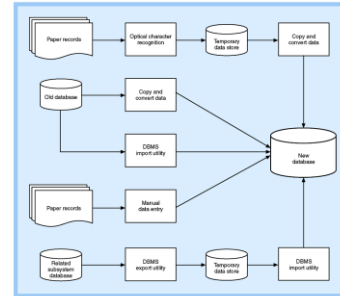 Paper records
Optical character
recognition
Temporary
data store
Copy and
convert data
Old database
Copy and
convert data
DBMS
import utility
New
database
Paper records
Manual
data entry
Related
subsystem
database
DBMS
export utility
Temporary
data store
DBMS
import utility